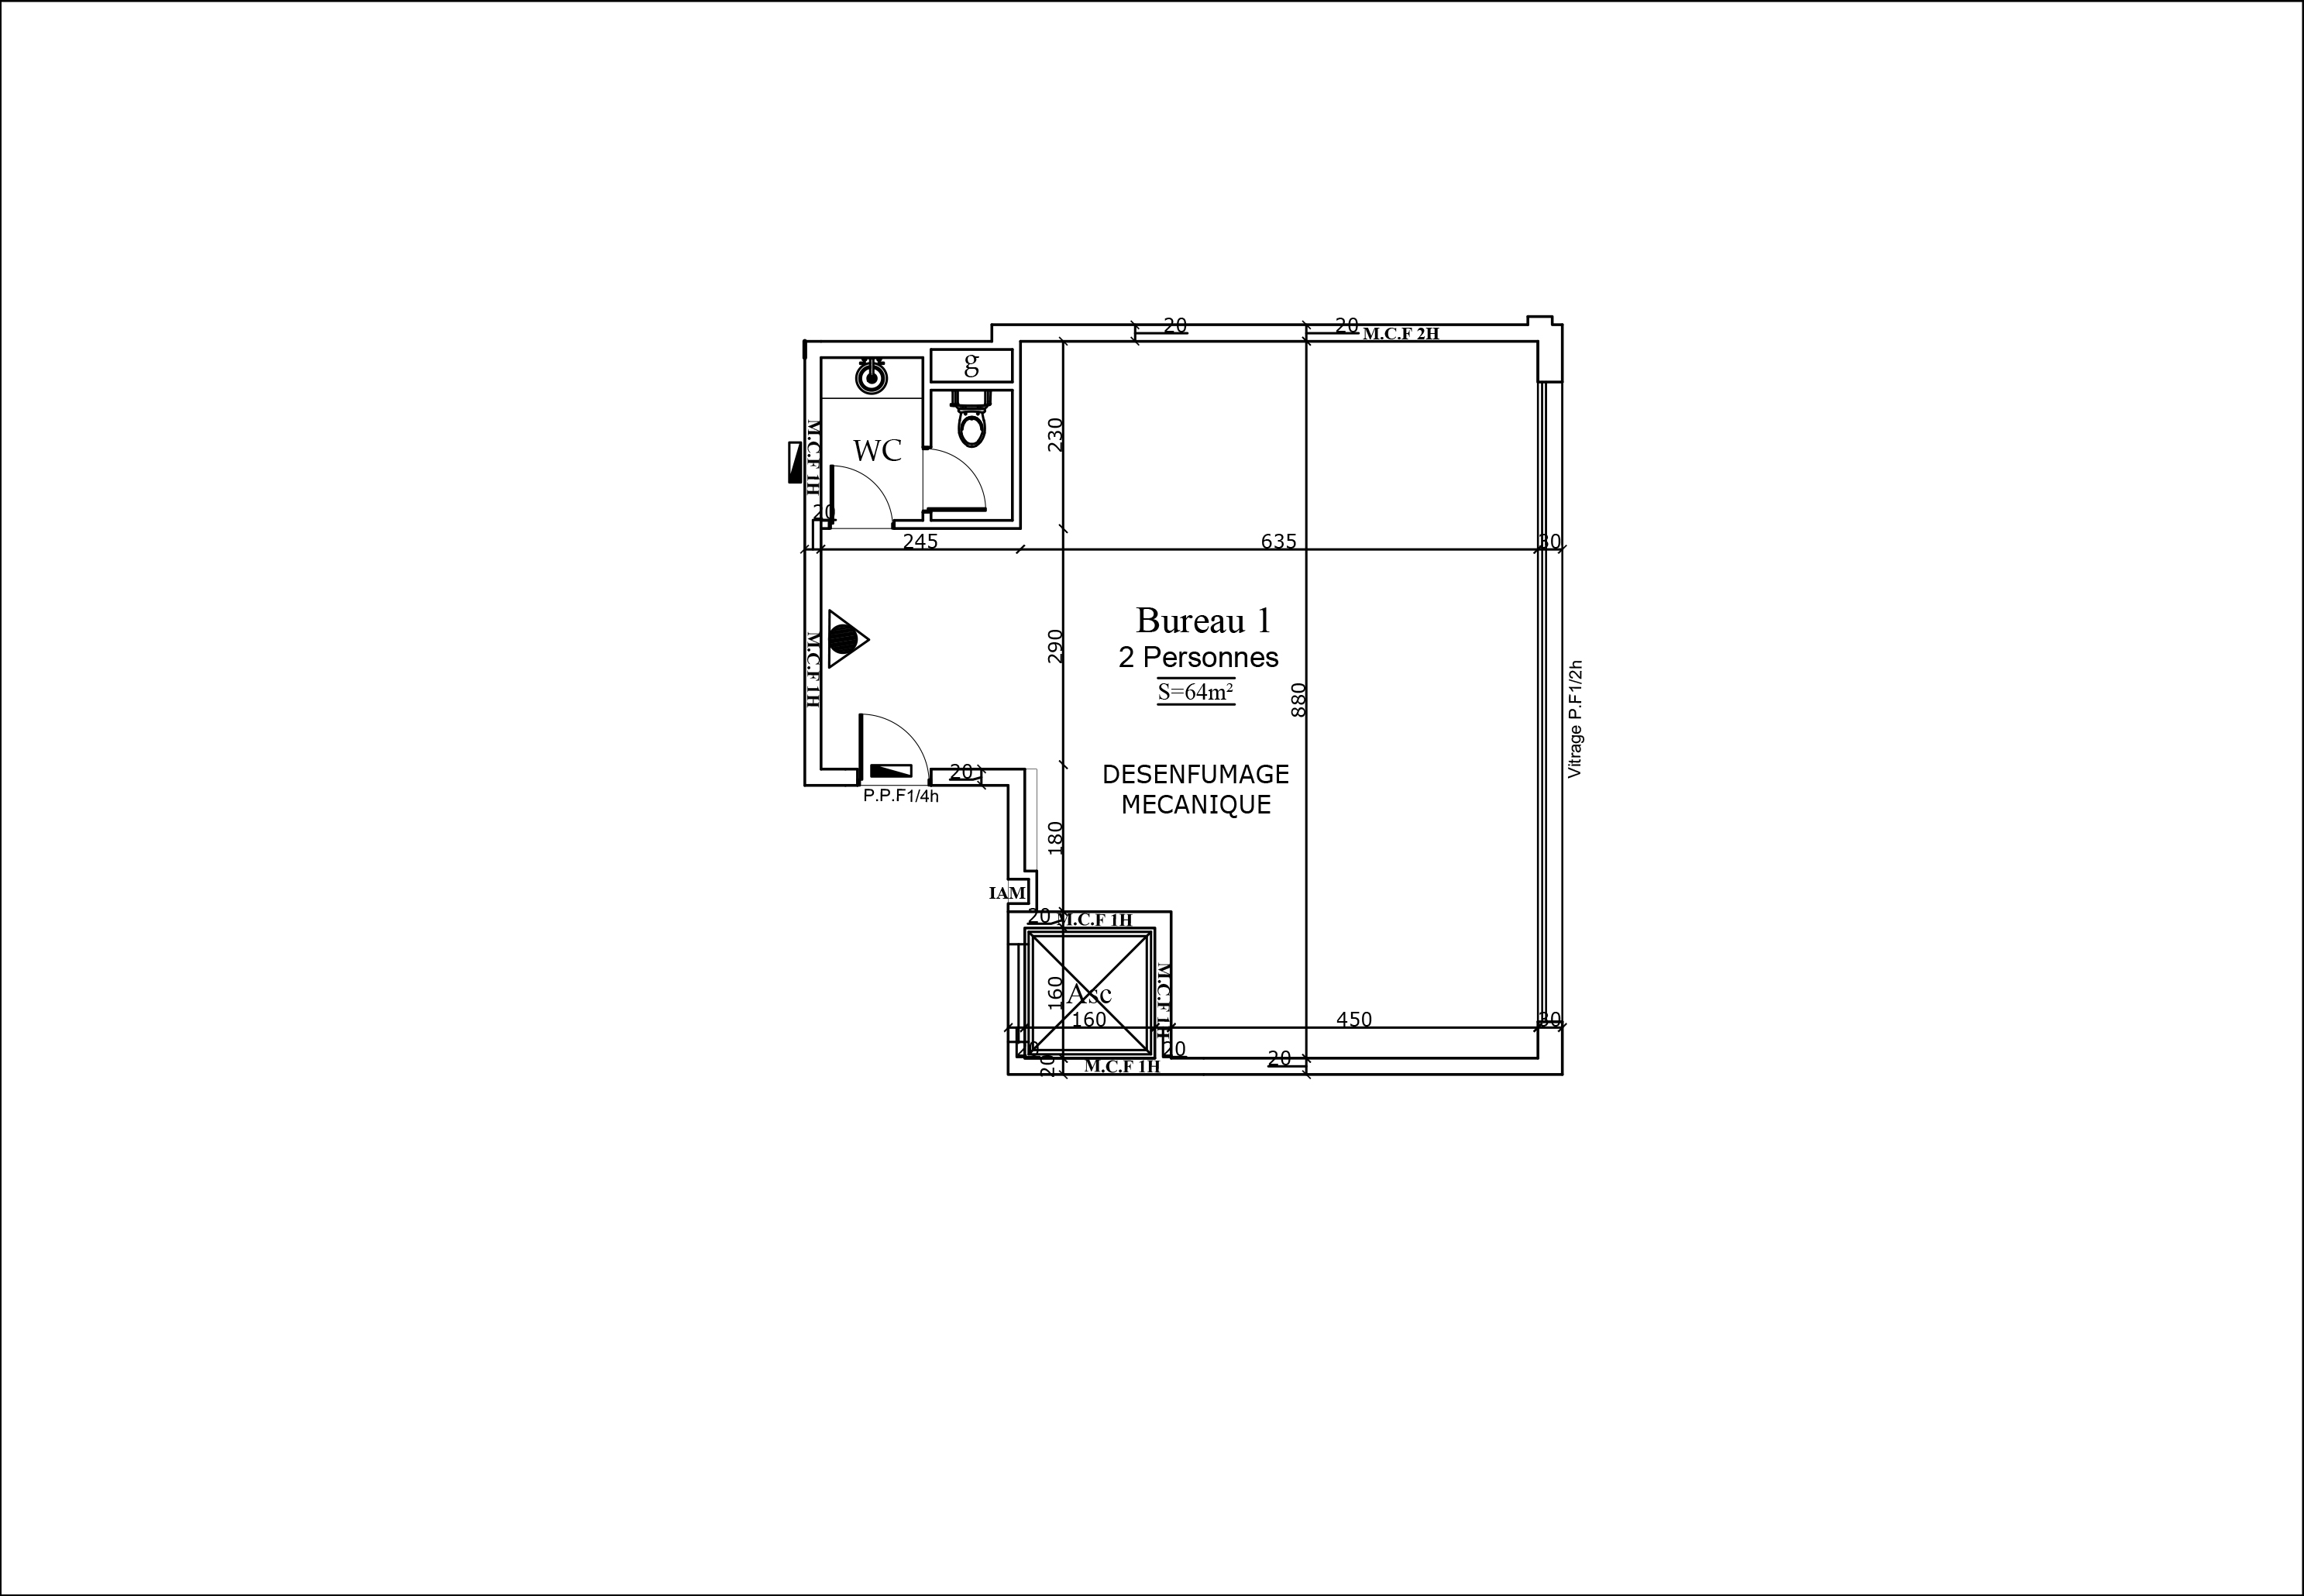 20
20
M.C.F 2H
g
230
M.C.F 1H
WC
20
245
635
30
Bureau 1
2 Personnes
S=64m²
290
880
M.C.F 1H
Vitrage P.F1/2h
DESENFUMAGE
MECANIQUE
20
P.P.F1/4h
180
IAM
20
M.C.F 1H
M.C.F 1H
160
Asc
160
450
30
20
20
20
20
M.C.F 1H